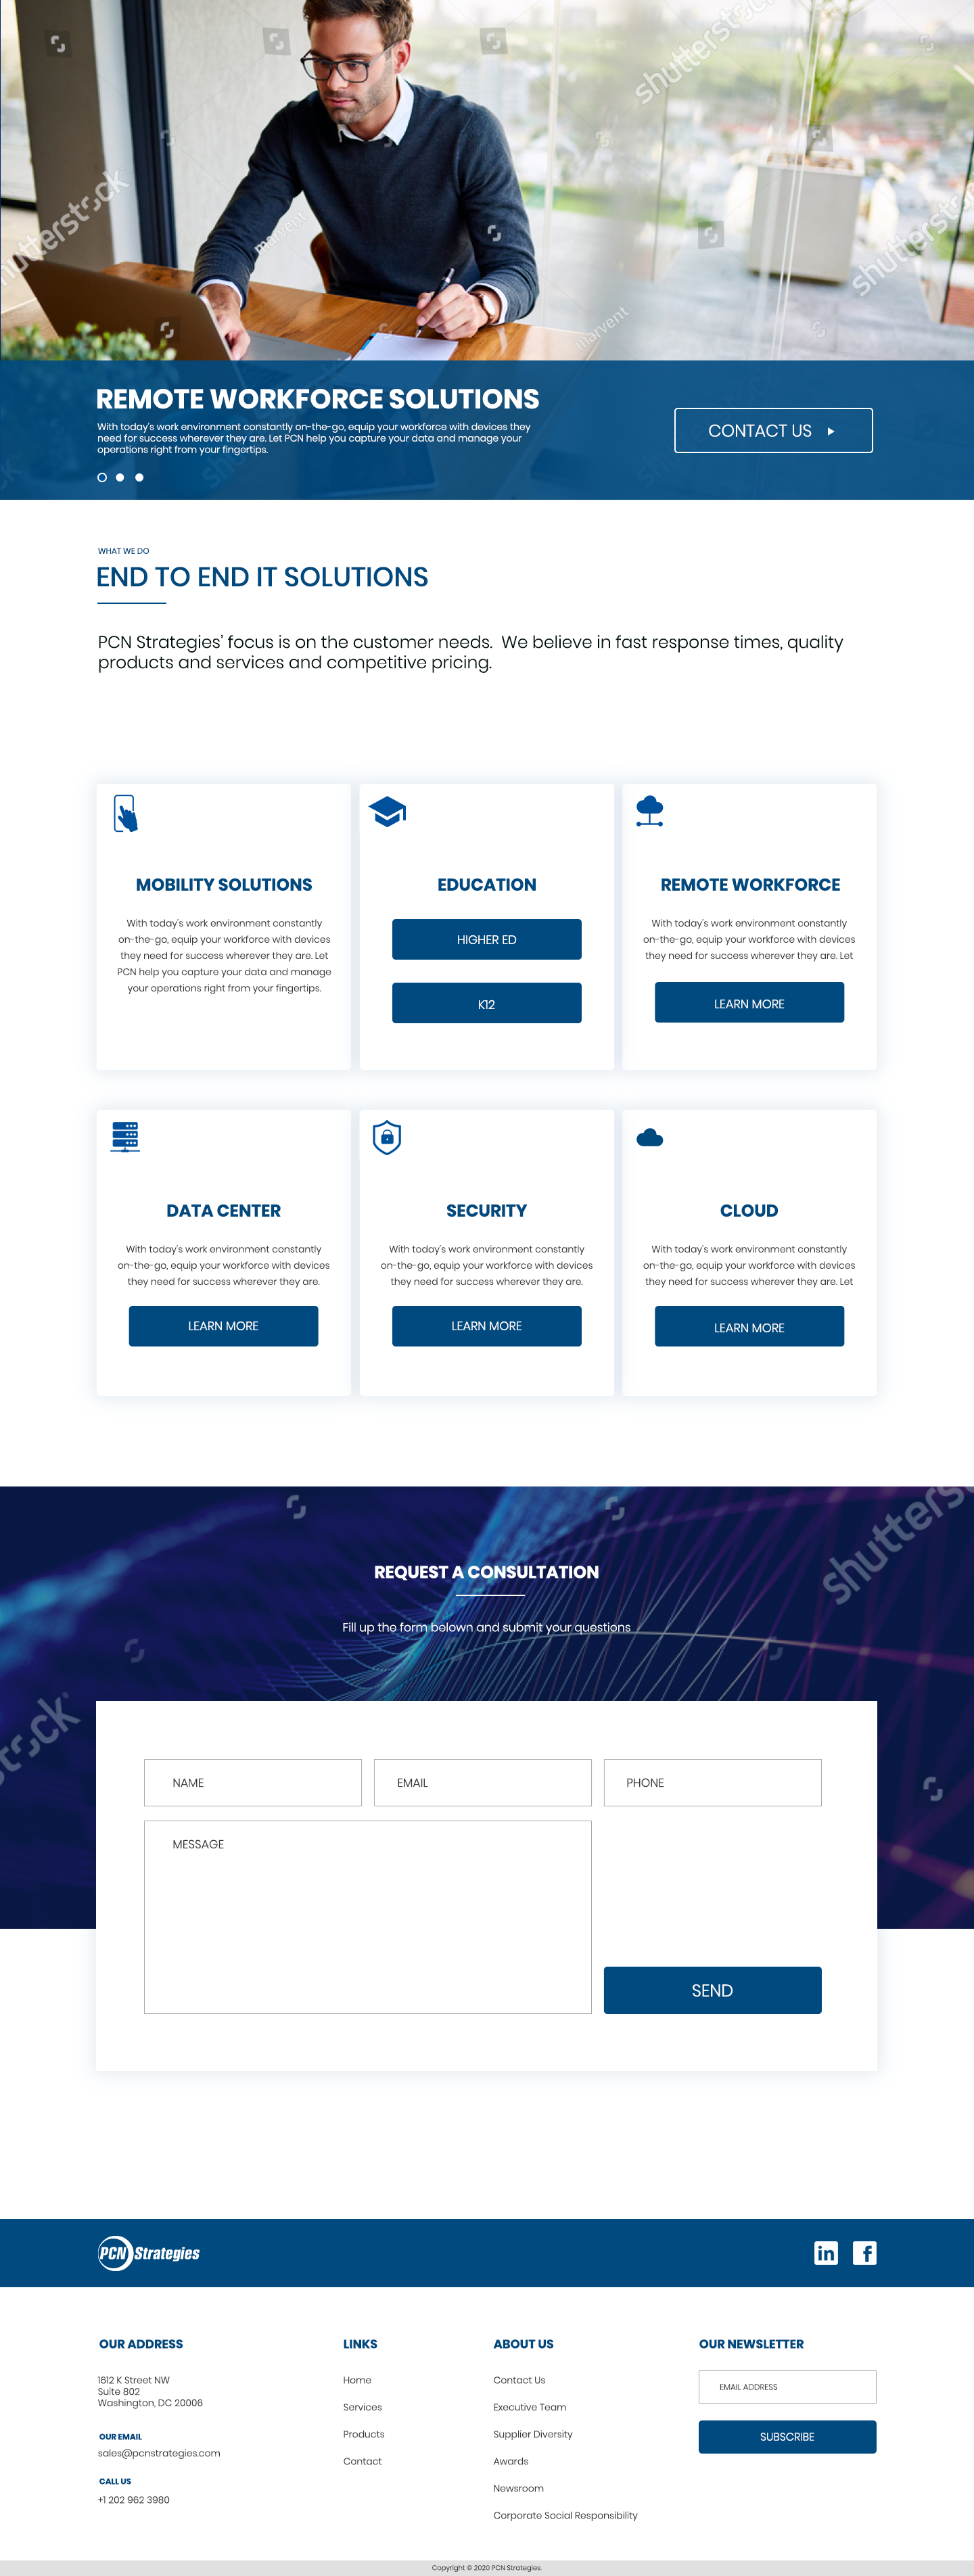 shutterstock
shutterstock
marvent
marvent
REMOTE WORKFORCE SOLUTIONS
With today's work environment constantly on-the-go, equip your workforce with devices they
need for success wherever they are. Let PCN help you capture your data and manage your
operations right from your fingertips.
CONTACT US
WHAT WE DO
END TO END IT SOLUTIONS
PCN Strategies' focus is on the customer needs.  We believe in fast response times, quality
products and services and competitive pricing.
MOBILITY SOLUTIONS
With today's work environment constantly
on-the-go, equip your workforce with devices
they need for success wherever they are. Let
PCN help you capture your data and manage
your operations right from your fingertips.
EDUCATION
HIGHER ED
K12
REMOTE WORKFORCE
With today's work environment constantly
on-the-go, equip your workforce with devices
they need for success wherever they are. Let
LEARN MORE
DATA CENTER
With today's work environment constantly
on-the-go, equip your workforce with devices
they need for success wherever they are.
LEARN MORE
SECURITY
With today's work environment constantly
on-the-go, equip your workforce with devices
they need for success wherever they are.
LEARN MORE
CLOUD
With today's work environment constantly
on-the-go, equip your workforce with devices
they need for success wherever they are. Let
LEARN MORE
REQUEST A CONSULTATION
Fill up the form belown and submit your questions
NAME
EMAIL
PHONE
MESSAGE
SEND
PCN Strategies
in f
OUR ADDRESS
1612 K Street NW
Suite 802
Washington, DC 20006
OUR EMAIL
sales@pcnstrategies.com
CALL US
+1 202 962 3980
LINKS
Home
Services
Products
Contact
ABOUT US
Contact Us
Executive Team
Supplier Diversity
Awards
Newsroom
Corporate Social Responsibility
OUR NEWSLETTER
EMAIL ADDRESS
SUBSCRIBE
Copyright © 2020 PCN Strategies.